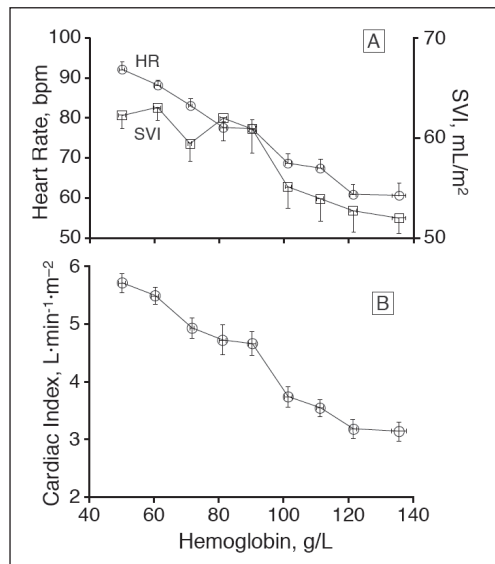 A
100
90
80
70
60
50
Heart Rate, bpm
HR
SVI
70
60
50
SVI, mL/m²
B
6
5
4
3
2
Cardiac Index, L·min⁻¹·m⁻²
40 60 80 100 120 140
Hemoglobin, g/L